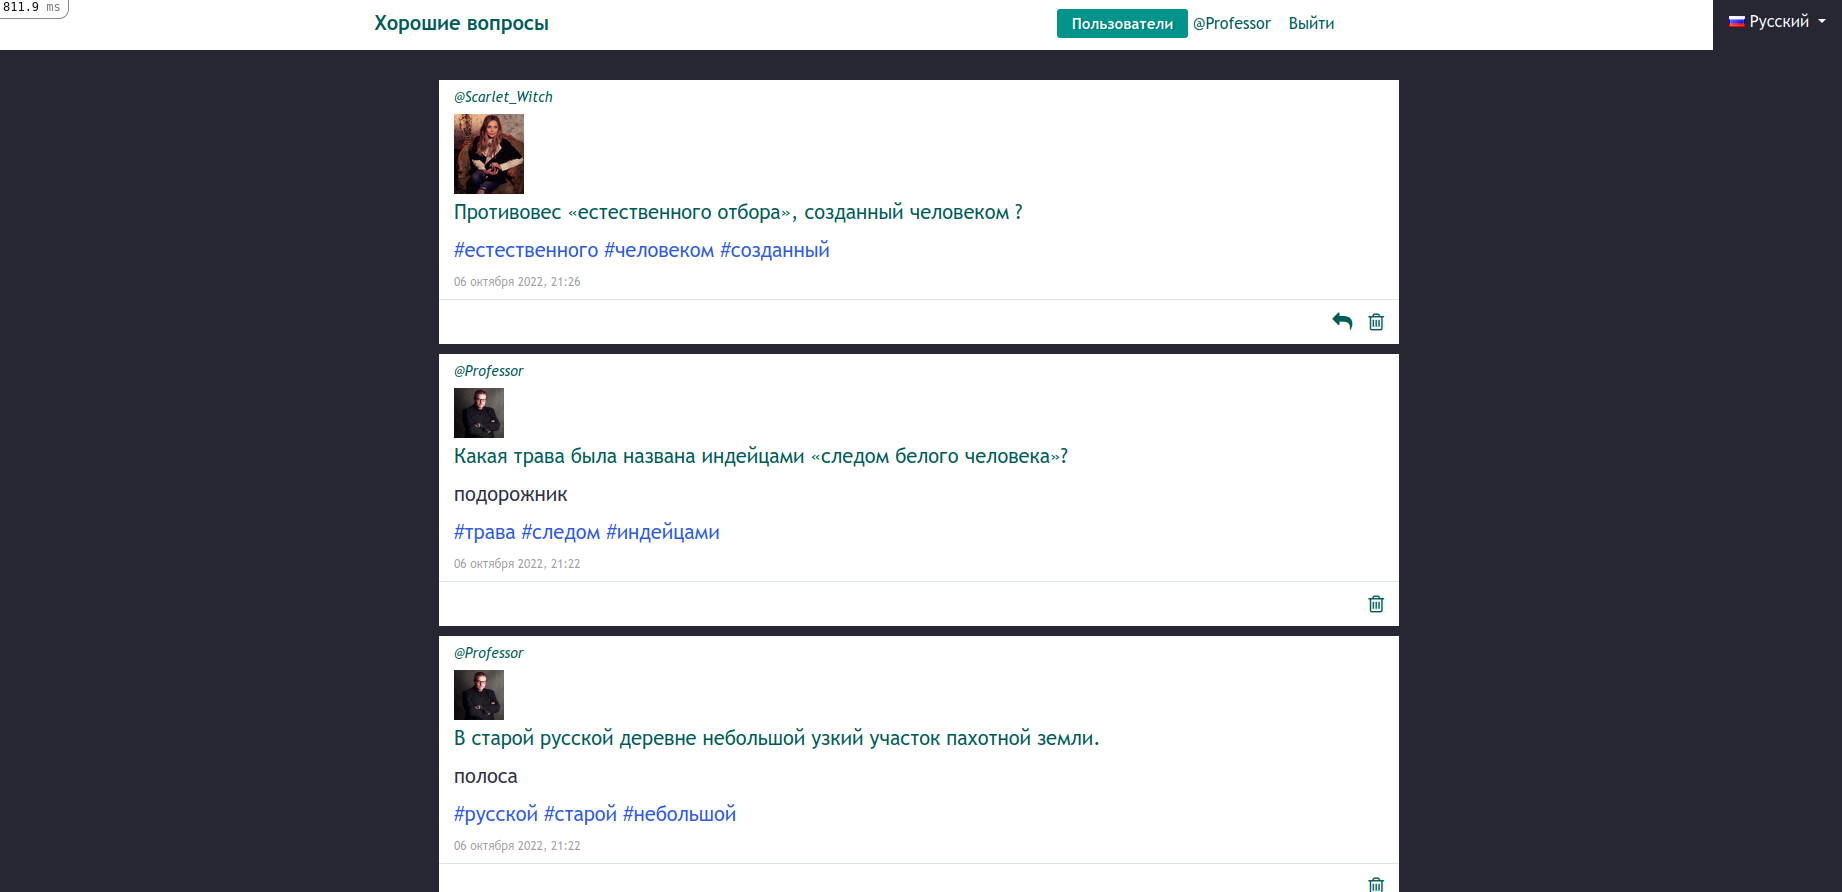 811.9 ms
Хорошие вопросы
Пользователи @Professor Выйти
Русский
@Scarlet_Witch
Противовес «естественного отбора», созданный человеком ?
#естественного #человеком #созданный
06 октября 2022, 21:26
@Professor
Какая трава была названа индейцами «следом белого человека»?
подорожник
#трава #следом #индейцами
06 октября 2022, 21:22
@Professor
В старой русской деревне небольшой узкий участок пахотной земли.
полоса
#русской #старой #небольшой
06 октября 2022, 21:22